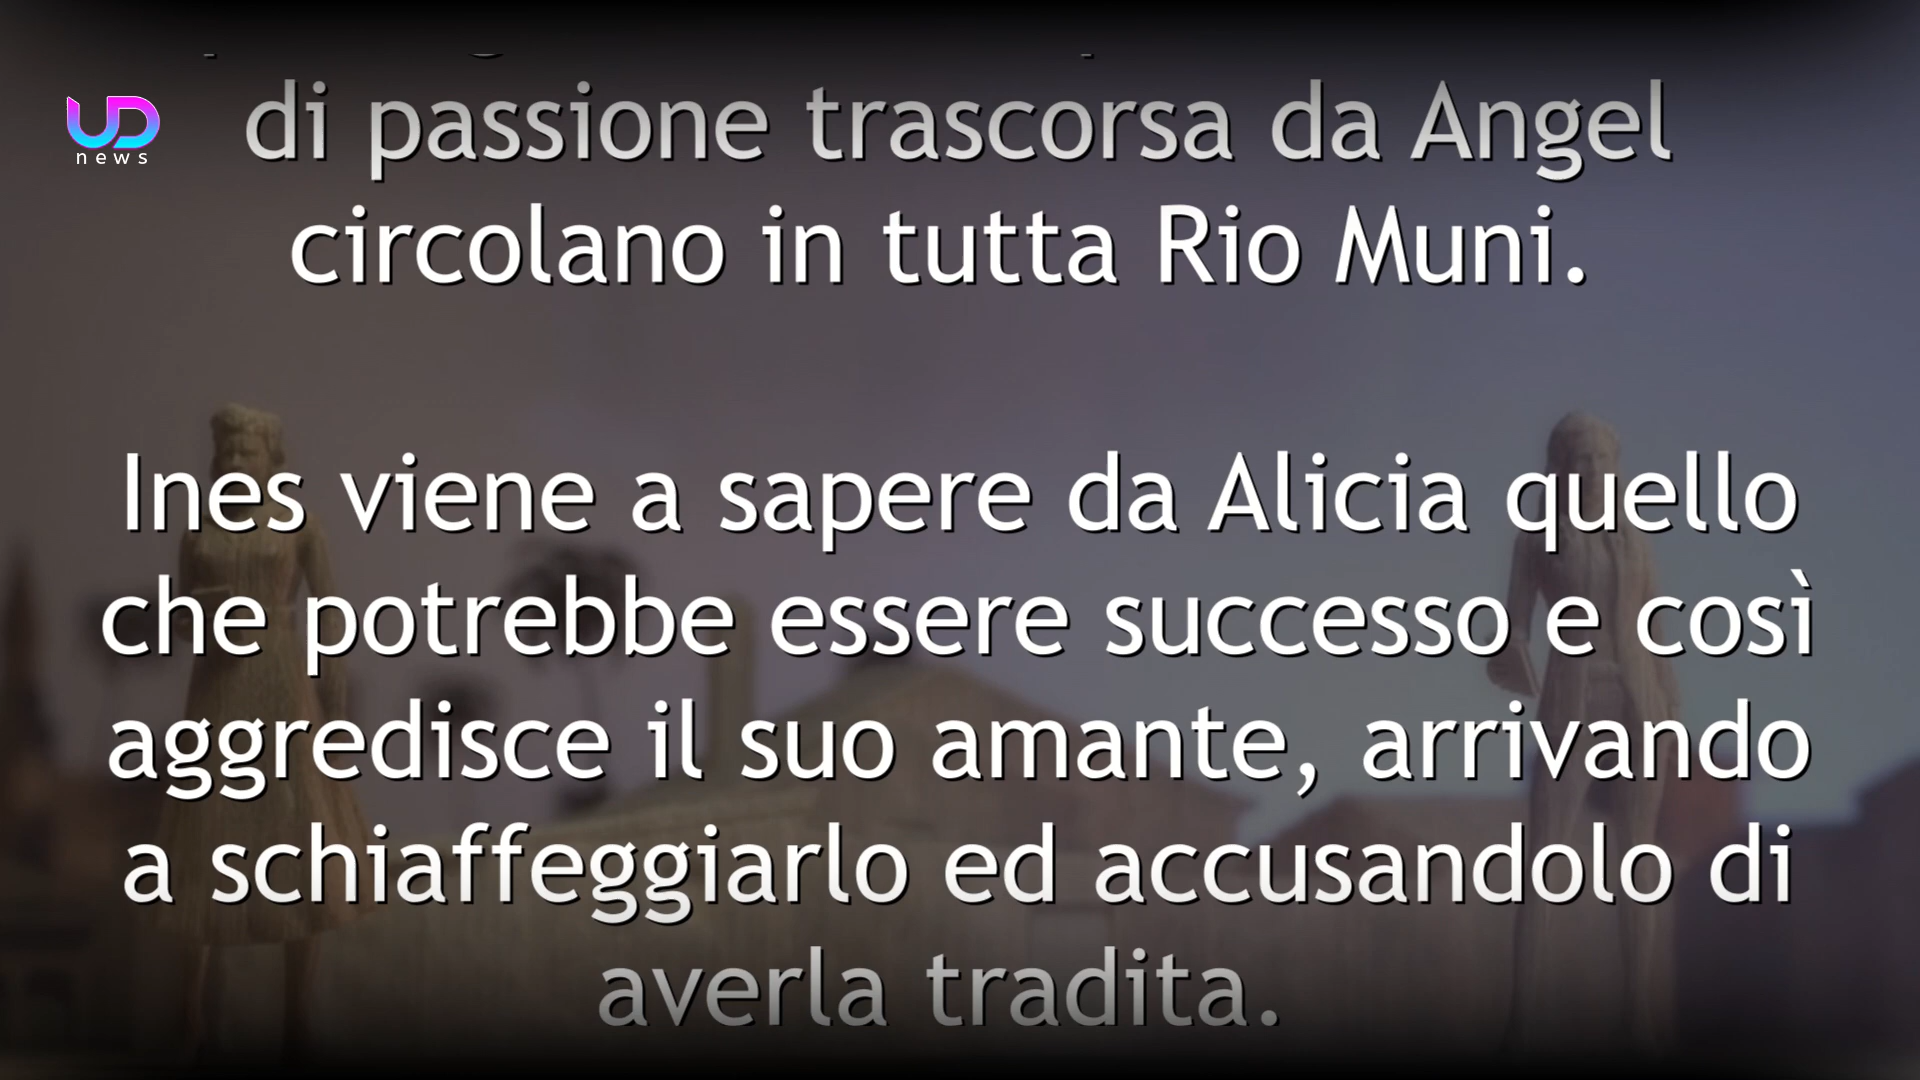 UD
news
di passione trascorsa da Angel
circolano in tutta Rio Muni.
Ines viene a sapere da Alicia quello
che potrebbe essere successo e così
aggredisce il suo amante, arrivando
a schiaffeggiarlo ed accusandolo di
averla tradita.